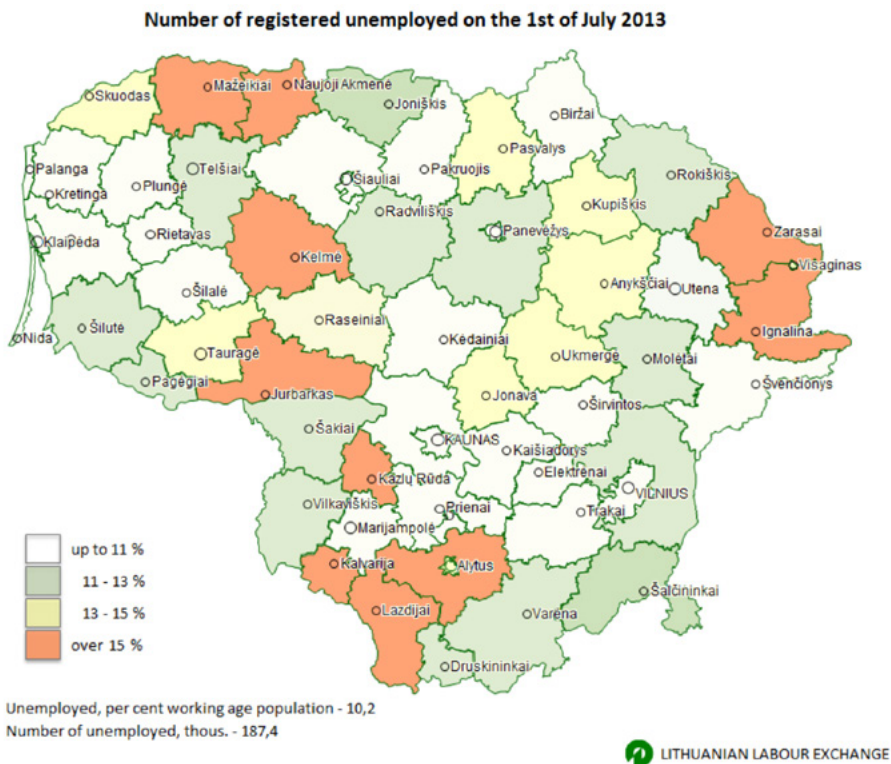 Number of registered unemployed on the 1st of July 2013
Skuodas
Mažeikiai
Naujoji Akmenė
Joniškis
Biržai
Palanga
Kretinga
Plungė
Telšiai
Šiauliai
Pakruojis
Pasvalys
Rokiškis
Klaipėda
Rietavas
Radviliškis
Panevėžys
Kupiškis
Zarasai
Kelmė
Visaginas
Šilalė
Anykščiai
Utena
Nida
Šilutė
Tauragė
Raseiniai
Kėdainiai
Ukmergė
Molėtai
Ignalina
Pagėgiai
Jurbarkas
Jonava
Širvintos
Švenčionys
Šakiai
KAUNAS
Kaišiadorys
Kazlų Rūda
Elektrėnai
VILNIUS
Vilkaviškis
Prienai
Trakai
Marijampolė
Kalvarija
Alytus
Šalčininkai
Lazdijai
Varėna
Druskininkai
up to 11 %
11 - 13 %
13 - 15 %
over 15 %
Unemployed, per cent working age population - 10,2
Number of unemployed, thous. - 187,4
LITHUANIAN LABOUR EXCHANGE